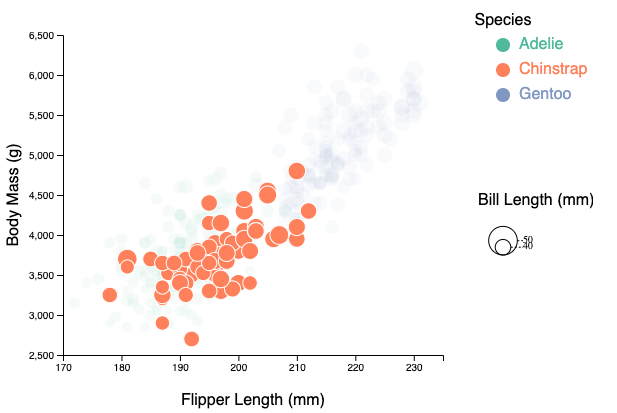 Species
Adelie
Chinstrap
Gentoo
6,500
6,000
5,500
5,000
4,500
4,000
3,500
3,000
2,500
Body Mass (g)
170 180 190 200 210 220 230
Flipper Length (mm)
Bill Length (mm)
50
40